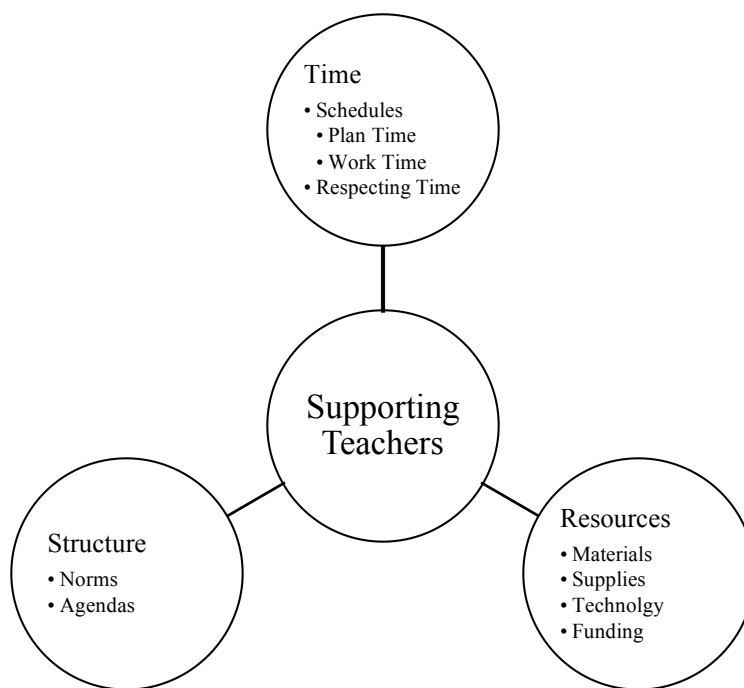 Time
• Schedules
• Plan Time
• Work Time
• Respecting Time
Supporting
Teachers
Structure
• Norms
• Agendas
Resources
• Materials
• Supplies
• Technolgy
• Funding